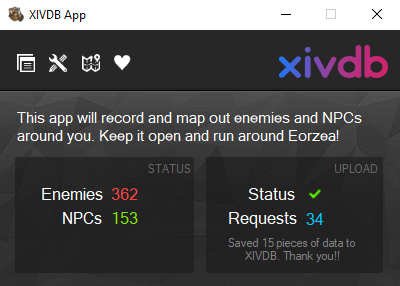 XIVDB App
xivdb
This app will record and map out enemies and NPCs
around you. Keep it open and run around Eorzea!
STATUS
Enemies 362
NPCs 153
UPLOAD
Status
Requests 34
Saved 15 pieces of data to
XIVDB. Thank you!!